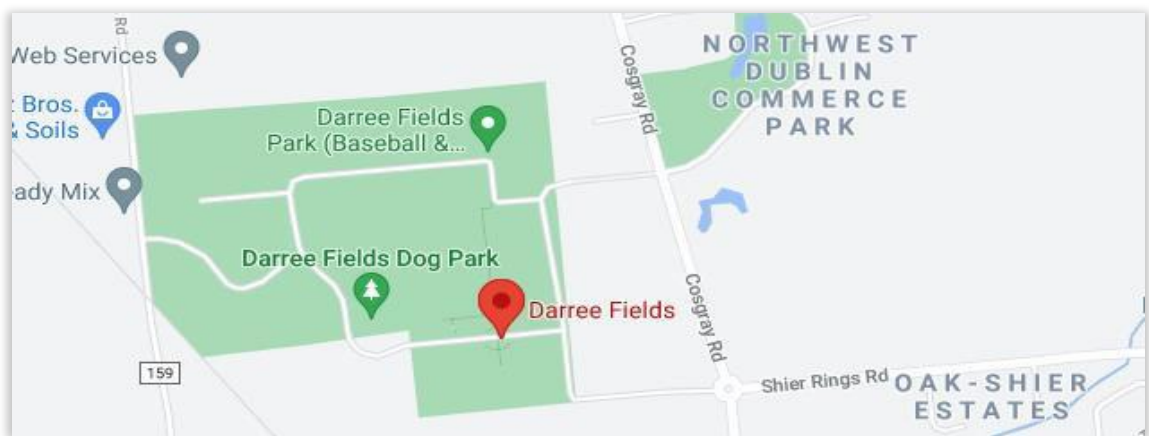 Rd
Web Services
Bros.
& Soils
Mix
159
Darree Fields
Park (Baseball &...
Darree Fields Dog Park
Darree Fields
Cosgray Rd
Cosgray Rd
NORTHWEST
DUBLIN
COMMERCE
PARK
Shier Rings Rd
OAK-SHIER
ESTATES